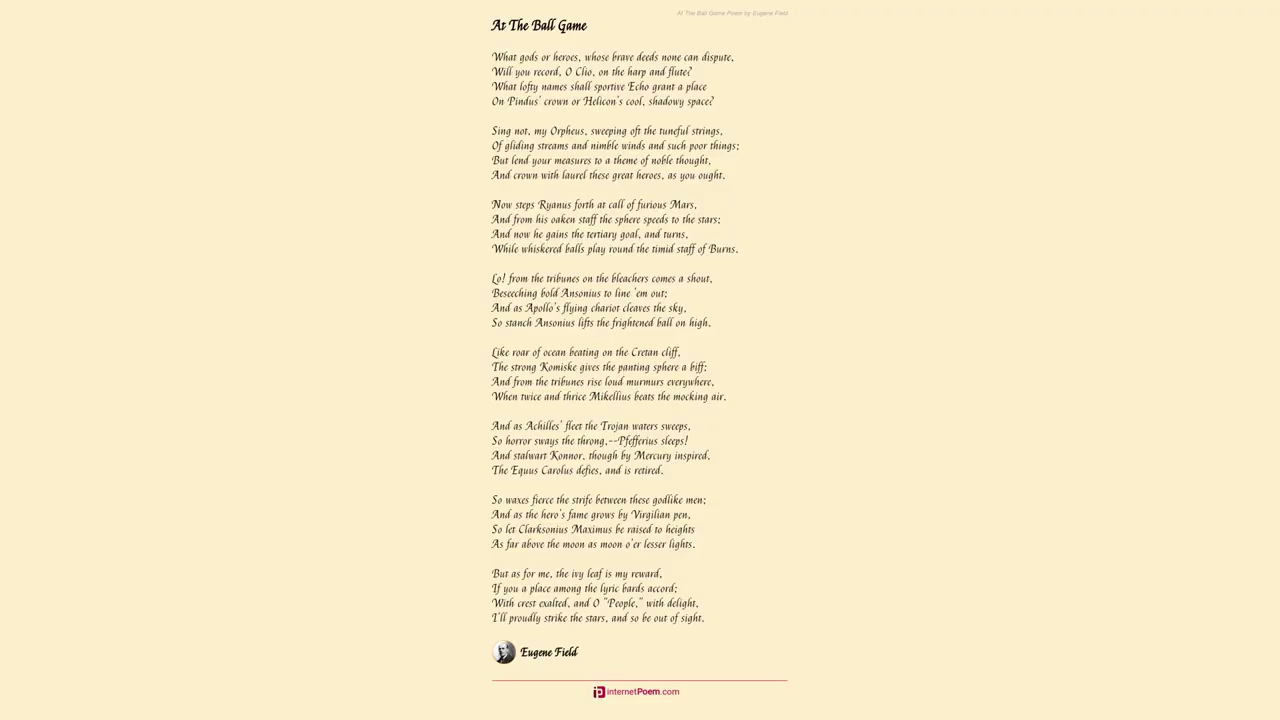 At The Ball Game Poem by Eugene Field
At The Ball Game
What gods or heroes, whose brave deeds none can dispute,
Will you record, O Clio, on the harp and flute?
What lofty names shall sportive Echo grant a place
On Pindus' crown or Helicon's cool, shadowy space?
Sing not, my Orpheus, sweeping oft the tuneful strings,
Of gliding streams and nimble winds and such poor things;
But lend your measures to a theme of noble thought,
And crown with laurel these great heroes, as you ought.
Now steps Ryanus forth at call of furious Mars,
And from his oaken staff the sphere speeds to the stars;
And now he gains the tertiary goal, and turns,
While whiskered balls play round the timid staff of Burns.
Lo! from the tribunes on the bleachers comes a shout,
Beseeching bold Ansonius to line 'em out;
And as Apollo's flying chariot cleaves the sky,
So stanch Ansonius lifts the frightened ball on high.
Like roar of ocean beating on the Cretan cliff,
The strong Komiske gives the panting sphere a biff;
And from the tribunes rise loud murmurs everywhere,
When twice and thrice Mikellius beats the mocking air.
And as Achilles' fleet the Trojan waters sweeps,
So horror sways the throng,--Pfefferius sleeps!
And stalwart Konnor, though by Mercury inspired,
The Equus Carolus defies, and is retired.
So waxes fierce the strife between these godlike men;
And as the hero's fame grows by Virgilian pen,
So let Clarksonius Maximus be raised to heights
As far above the moon as moon o'er lesser lights.
But as for me, the ivy leaf is my reward,
If you a place among the lyric bards accord;
With crest exalted, and O "People," with delight,
I'll proudly strike the stars, and so be out of sight.
Eugene Field
internetPoem.com